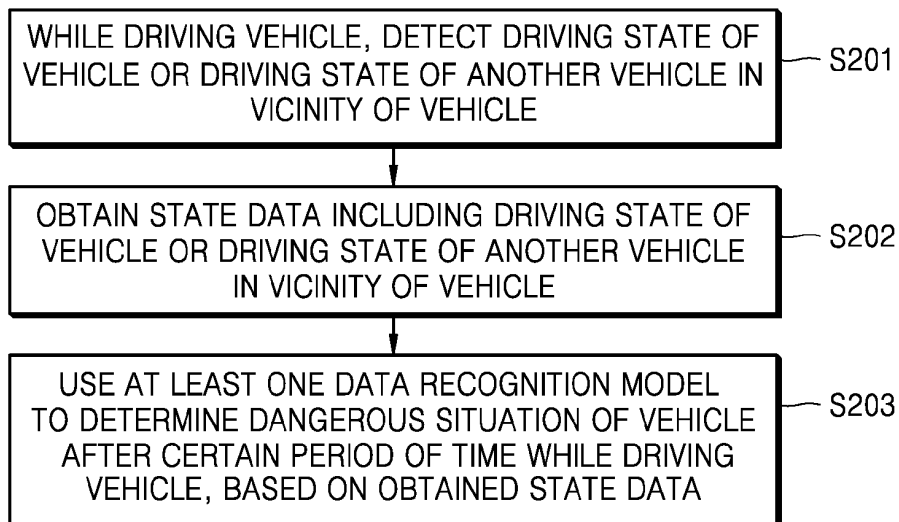 WHILE DRIVING VEHICLE, DETECT DRIVING STATE OF
VEHICLE OR DRIVING STATE OF ANOTHER VEHICLE IN
VICINITY OF VEHICLE
S201
OBTAIN STATE DATA INCLUDING DRIVING STATE OF
VEHICLE OR DRIVING STATE OF ANOTHER VEHICLE
IN VICINITY OF VEHICLE
S202
USE AT LEAST ONE DATA RECOGNITION MODEL
TO DETERMINE DANGEROUS SITUATION OF VEHICLE
AFTER CERTAIN PERIOD OF TIME WHILE DRIVING
VEHICLE, BASED ON OBTAINED STATE DATA
S203